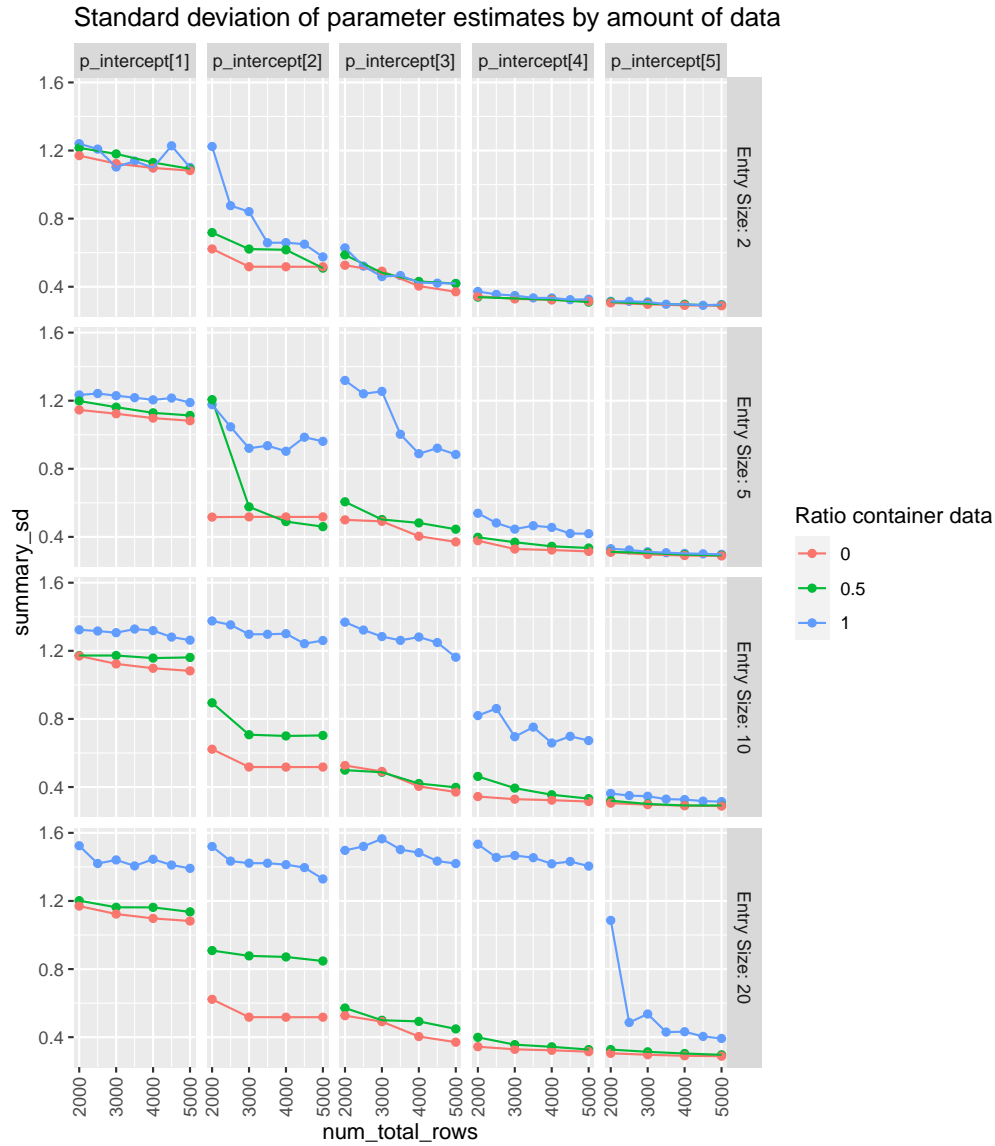 Standard deviation of parameter estimates by amount of data
p_intercept[1] p_intercept[2] p_intercept[3] p_intercept[4] p_intercept[5]
1.6
1.2
0.8
0.4
Entry Size: 2
1.6
1.2
0.8
0.4
Entry Size: 5
1.6
1.2
0.8
0.4
Entry Size: 10
1.6
1.2
0.8
0.4
Entry Size: 20
summary_sd
2000 3000 4000 5000 2000 3000 4000 5000 2000 3000 4000 5000 2000 3000 4000 5000 2000 3000 4000 5000
num_total_rows
Ratio container data
0
0.5
1